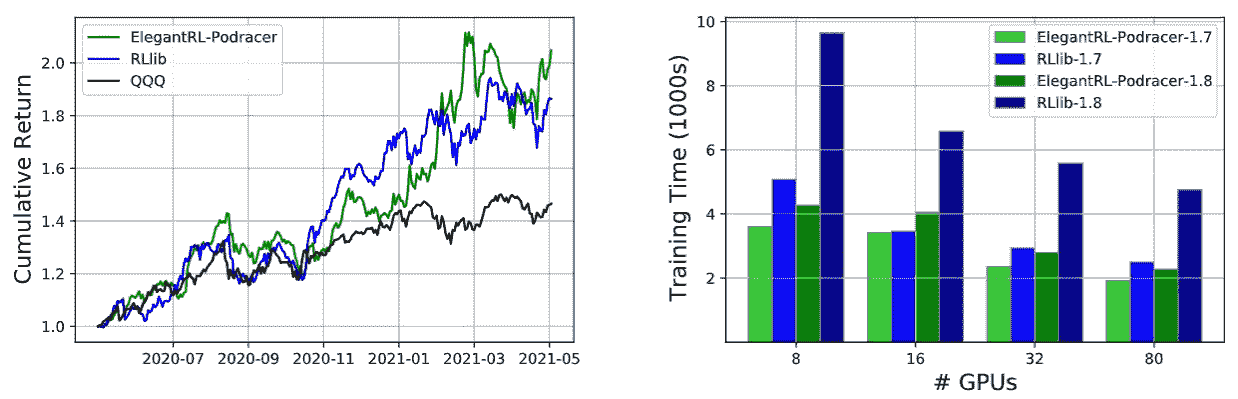 ElegantRL-Podracer
RLlib
QQQ
Cumulative Return
2.0
1.8
1.6
1.4
1.2
1.0
2020-07
2020-09
2020-11
2021-01
2021-03
2021-05
ElegantRL-Podracer-1.7
RLlib-1.7
ElegantRL-Podracer-1.8
RLlib-1.8
Training Time (1000s)
10
8
6
4
2
8
16
32
80
# GPUs